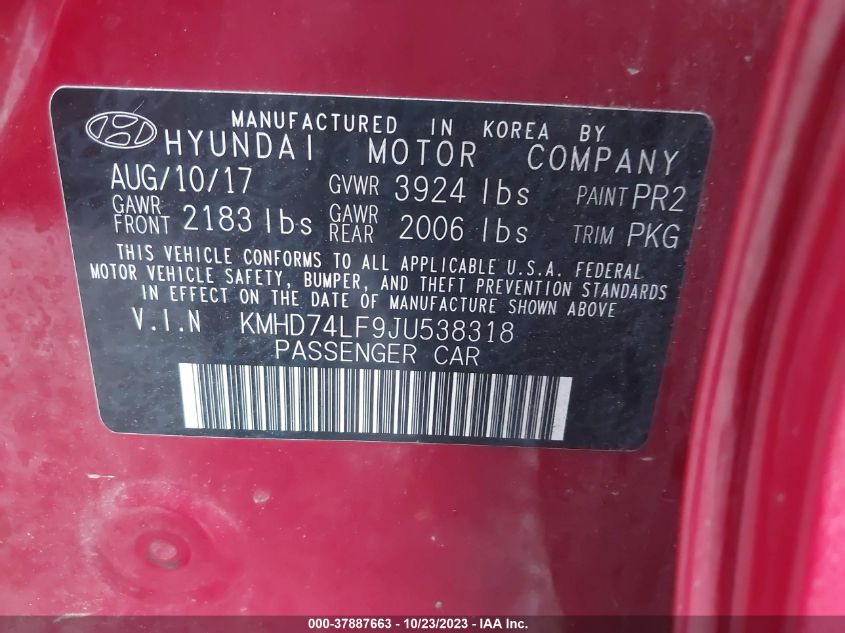 MANUFACTURED IN KOREA BY
HYUNDAI MOTOR COMPANY
AUG/10/17 GVWR 3924 lbs PAINT PR2
GAWR FRONT 2183 lbs GAWR REAR 2006 lbs TRIM PKG
THIS VEHICLE CONFORMS TO ALL APPLICABLE U.S.A. FEDERAL
MOTOR VEHICLE SAFETY, BUMPER, AND THEFT PREVENTION STANDARDS
IN EFFECT ON THE DATE OF MANUFACTURE SHOWN ABOVE
V.I.N KMHD74LF9JU538318
PASSENGER CAR
000-37887663 - 10/23/2023 - IAA Inc.